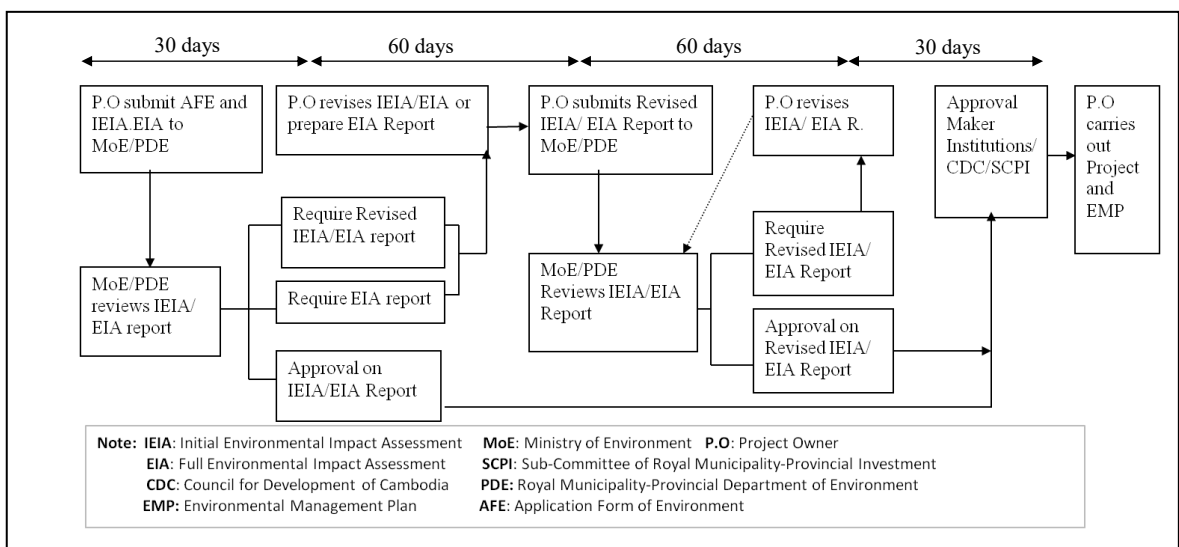 30 days
60 days
60 days
30 days
P.O submit AFE and
IEIA.EIA to
MoE/PDE
P.O revises IEIA/EIA or
prepare EIA Report
P.O submits Revised
IEIA/ EIA Report to
MoE/PDE
P.O revises
IEIA/ EIA R.
Approval
Maker
Institutions/
CDC/SCPI
P.O
carries
out
Project
and
EMP
MoE/PDE
reviews IEIA/
EIA report
Require Revised
IEIA/EIA report
Require EIA report
Approval on
IEIA/EIA Report
MoE/PDE
Reviews IEIA/EIA
Report
Require
Revised IEIA/
EIA Report
Approval on
Revised IEIA/
EIA Report
Note: IEIA: Initial Environmental Impact Assessment MoE: Ministry of Environment P.O: Project Owner
EIA: Full Environmental Impact Assessment SCPI: Sub-Committee of Royal Municipality-Provincial Investment
CDC: Council for Development of Cambodia PDE: Royal Municipality-Provincial Department of Environment
EMP: Environmental Management Plan AFE: Application Form of Environment